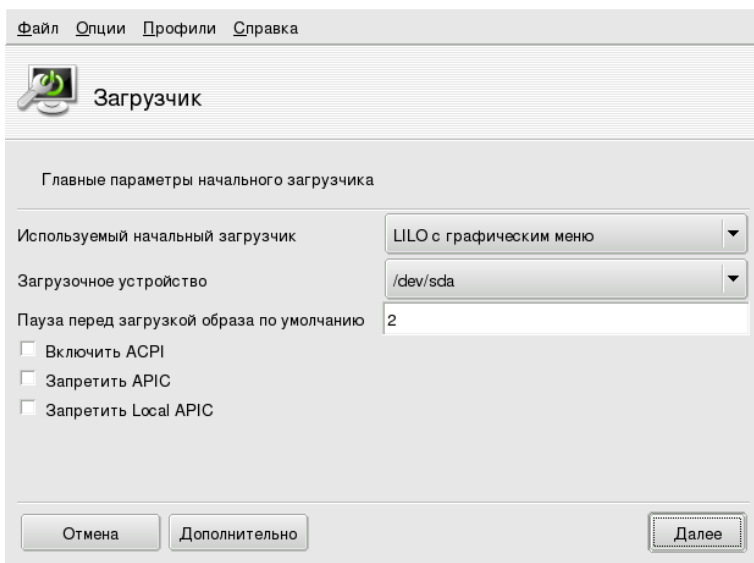 Файл Опции Профили Справка
Загрузчик
Главные параметры начального загрузчика
Используемый начальный загрузчик LILO с графическим меню
Загрузочное устройство /dev/sda
Пауза перед загрузкой образа по умолчанию 2
Включить ACPI
Запретить APIC
Запретить Local APIC
Отмена Дополнительно Далее